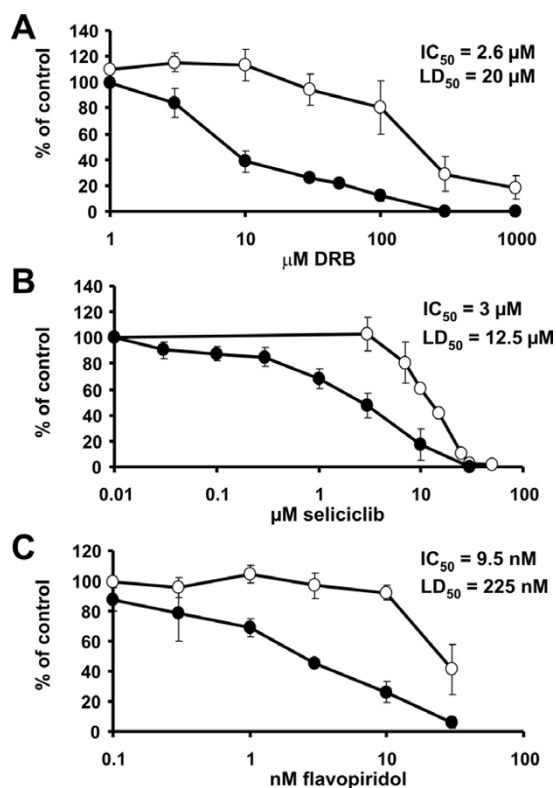 A
140
120
100
80
60
40
20
0
% of control
IC50 = 2.6 µM
LD50 = 20 µM
1 10 100 1000
µM DRB
B
140
120
100
80
60
40
20
0
% of control
IC50 = 3 µM
LD50 = 12.5 µM
0.01 0.1 1 10 100
µM seliciclib
C
120
100
80
60
40
20
0
% of control
IC50 = 9.5 nM
LD50 = 225 nM
0.1 1 10 100
nM flavopiridol